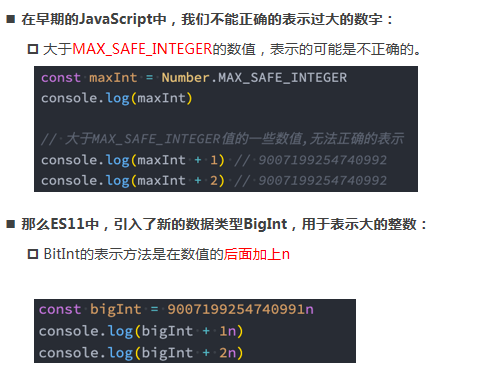 在早期的JavaScript中，我们不能正确的表示过大的数字：
大于MAX_SAFE_INTEGER的数值，表示的可能是不正确的。
const maxInt = Number.MAX_SAFE_INTEGER
console.log(maxInt)
// 大于MAX_SAFE_INTEGER值的一些数值,无法正确的表示
console.log(maxInt + 1) // 9007199254740992
console.log(maxInt + 2) // 9007199254740992
那么ES11中，引入了新的数据类型BigInt，用于表示大的整数：
BitInt的表示方法是在数值的后面加上n
const bigInt = 9007199254740991n
console.log(bigInt + 1n)
console.log(bigInt + 2n)